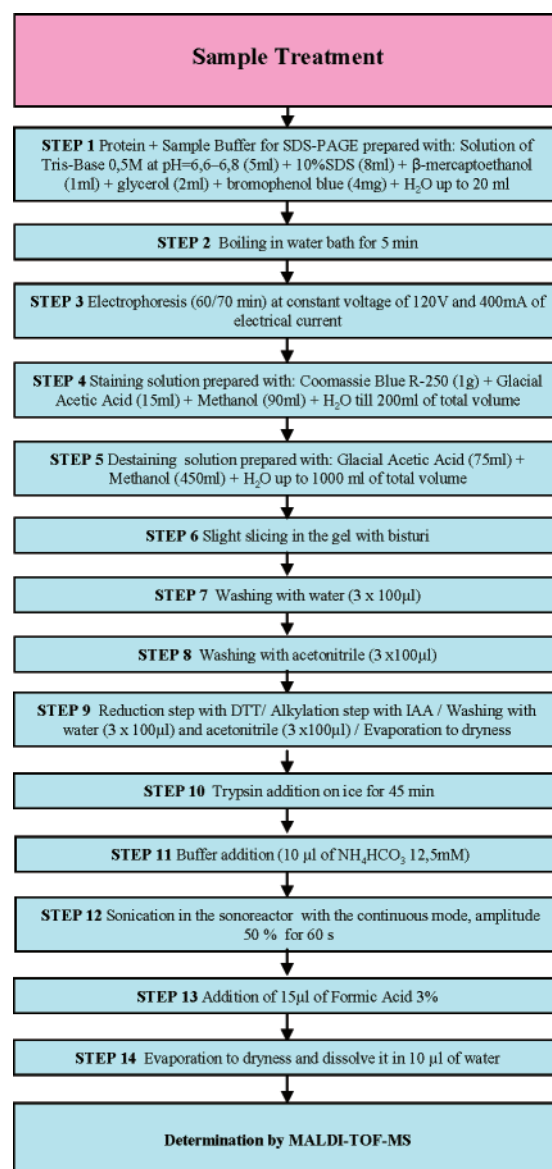 Sample Treatment
STEP 1 Protein + Sample Buffer for SDS-PAGE prepared with: Solution of
Tris-Base 0,5M at pH=6,6–6,8 (5ml) + 10%SDS (8ml) + β-mercaptoethanol
(1ml) + glycerol (2ml) + bromophenol blue (4mg) + H₂O up to 20 ml
STEP 2 Boiling in water bath for 5 min
STEP 3 Electrophoresis (60/70 min) at constant voltage of 120V and 400mA of
electrical current
STEP 4 Staining solution prepared with: Coomassie Blue R-250 (1g) + Glacial
Acetic Acid (15ml) + Methanol (90ml) + H₂O till 200ml of total volume
STEP 5 Destaining solution prepared with: Glacial Acetic Acid (75ml) +
Methanol (450ml) + H₂O up to 1000 ml of total volume
STEP 6 Slight slicing in the gel with bisturi
STEP 7 Washing with water (3 x 100µl)
STEP 8 Washing with acetonitrile (3 x100µl)
STEP 9 Reduction step with DTT/ Alkylation step with IAA / Washing with
water (3 x 100µl) and acetonitrile (3 x100µl) / Evaporation to dryness
STEP 10 Trypsin addition on ice for 45 min
STEP 11 Buffer addition (10 µl of NH₄HCO₃ 12,5mM)
STEP 12 Sonication in the sonoreactor with the continuous mode, amplitude
50 % for 60 s
STEP 13 Addition of 15µl of Formic Acid 3%
STEP 14 Evaporation to dryness and dissolve it in 10 µl of water
Determination by MALDI-TOF-MS